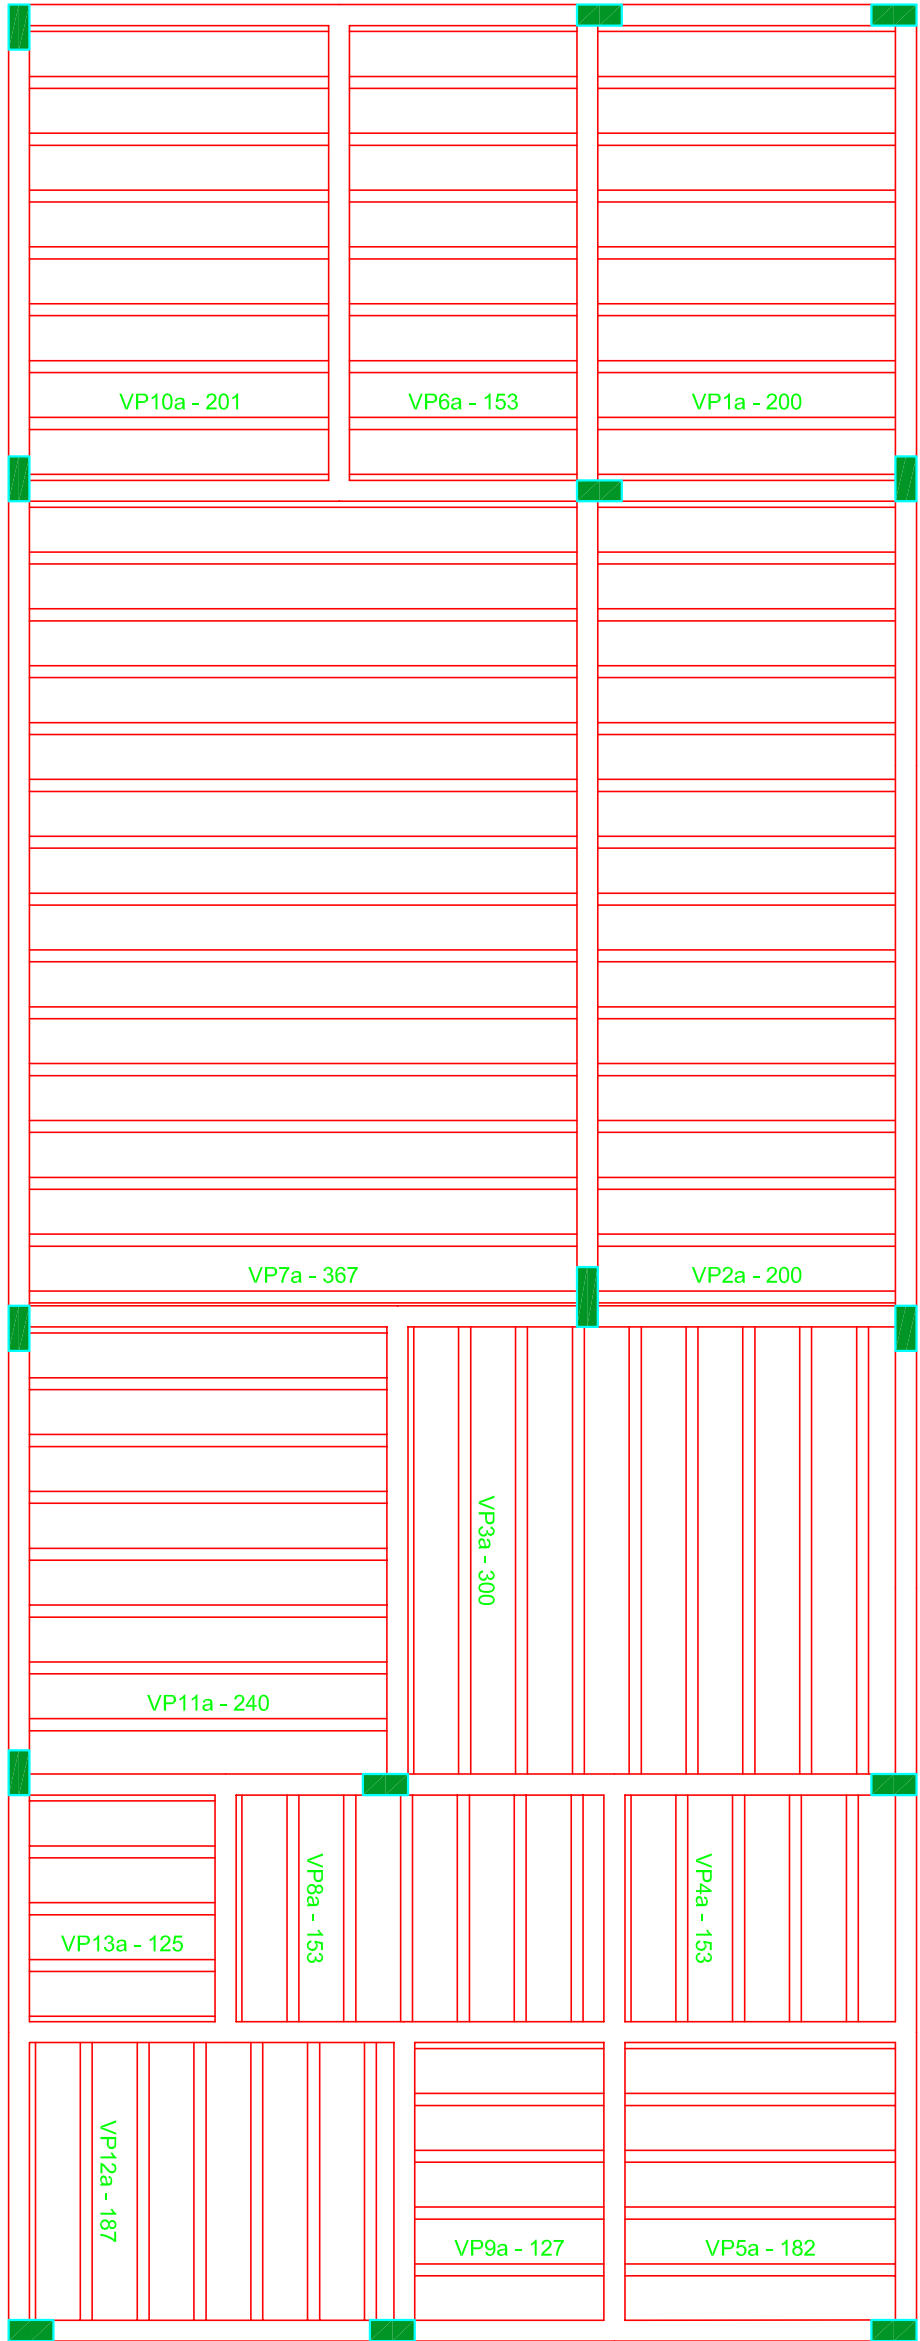 VP10a - 201
VP6a - 153
VP1a - 200
VP7a - 367
VP2a - 200
VP3a - 300
VP11a - 240
VP8a - 153
VP4a - 153
VP13a - 125
VP12a - 187
VP9a - 127
VP5a - 182